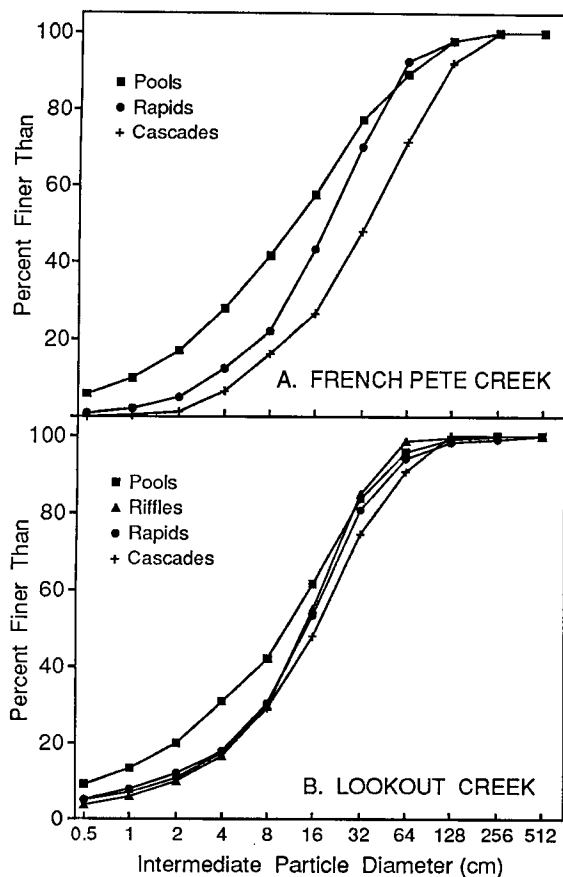 100
80
60
40
20
Percent Finer Than
Pools
Rapids
Cascades
A. FRENCH PETE CREEK
100
80
60
40
20
0
Percent Finer Than
Pools
Riffles
Rapids
Cascades
B. LOOKOUT CREEK
0.5 1 2 4 8 16 32 64 128 256 512
Intermediate Particle Diameter (cm)